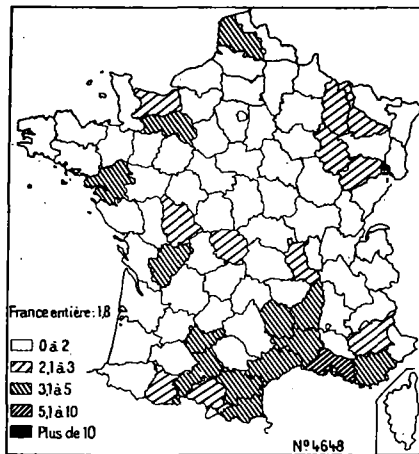 France entière: 1,8
0 à 2
2,1 à 3
3,1 à 5
5,1 à 10
Plus de 10
Nº 4648